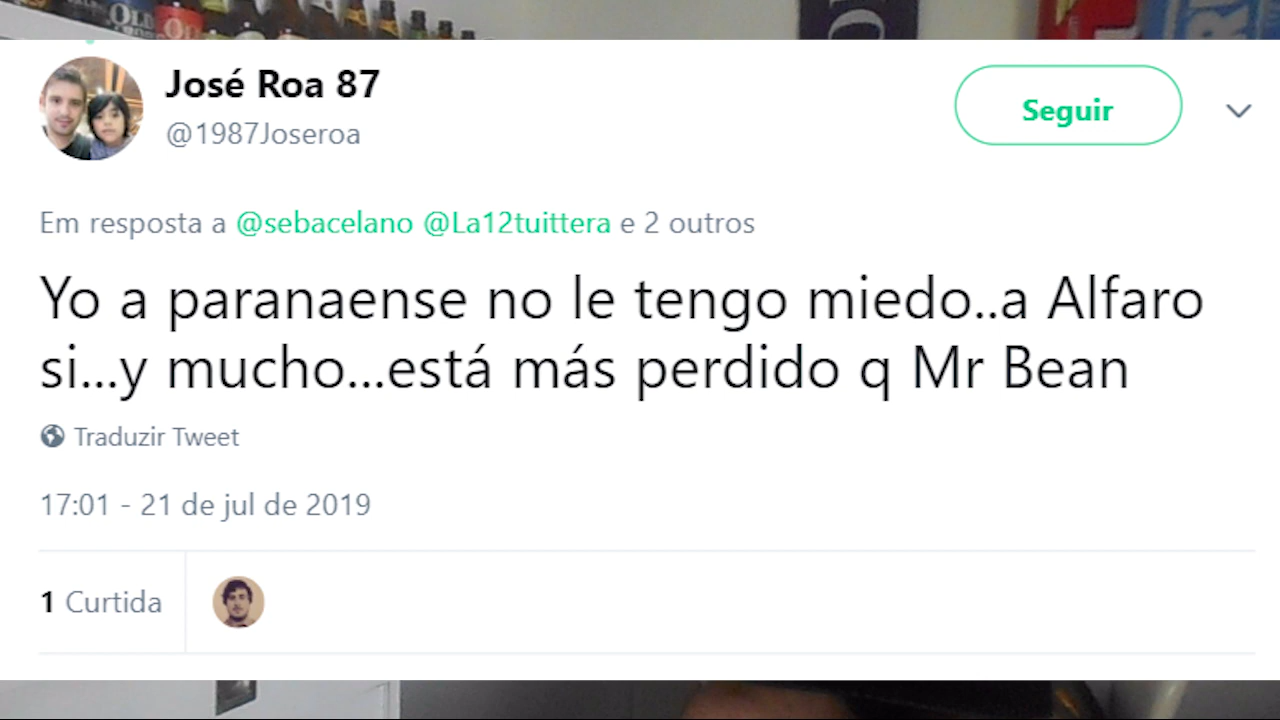 OLD
José Roa 87
@1987Joseroa
Seguir
Em resposta a @sebacelano @La12tuittera e 2 outros
Yo a paranaense no le tengo miedo..a Alfaro
si...y mucho...está más perdido q Mr Bean
Traduzir Tweet
17:01 - 21 de jul de 2019
1 Curtida